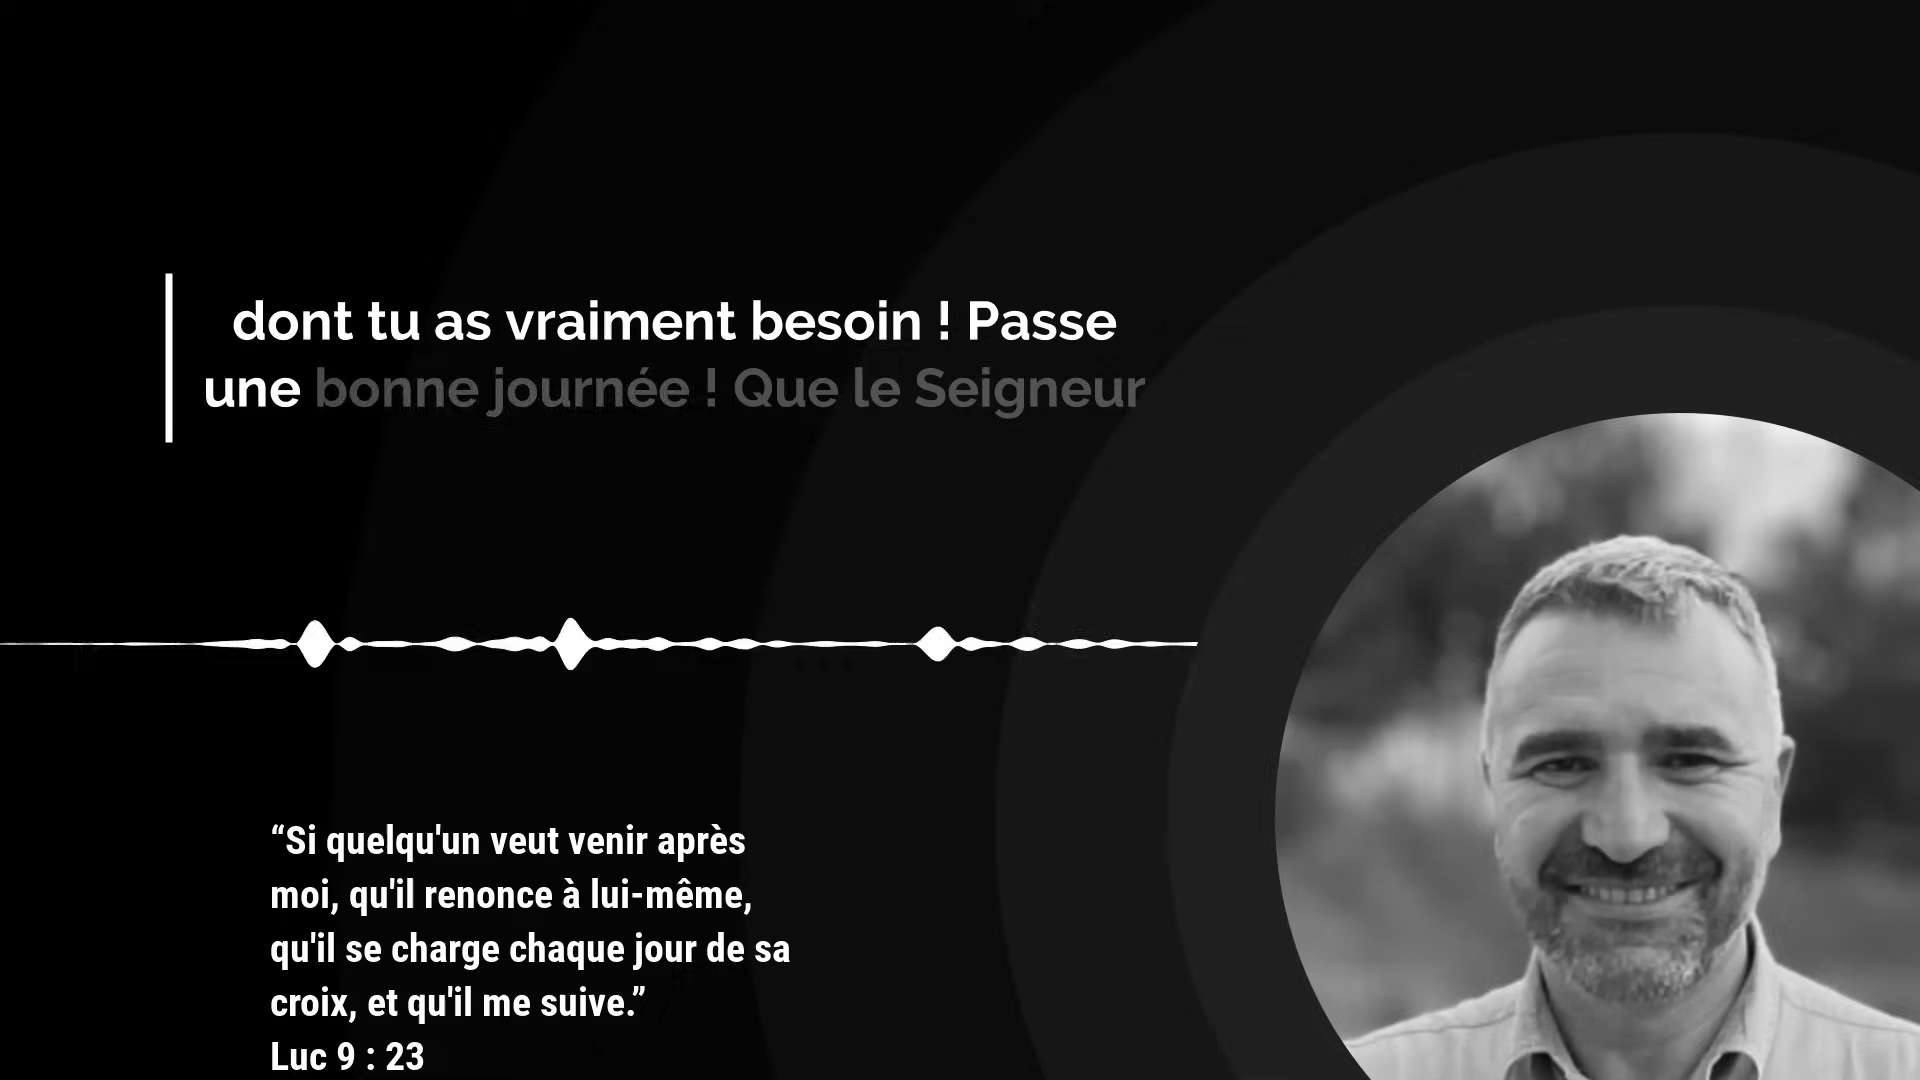 dont tu as vraiment besoin ! Passe
une bonne journée ! Que le Seigneur
“Si quelqu'un veut venir après
moi, qu'il renonce à lui-même,
qu'il se charge chaque jour de sa
croix, et qu'il me suive.”
Luc 9 : 23